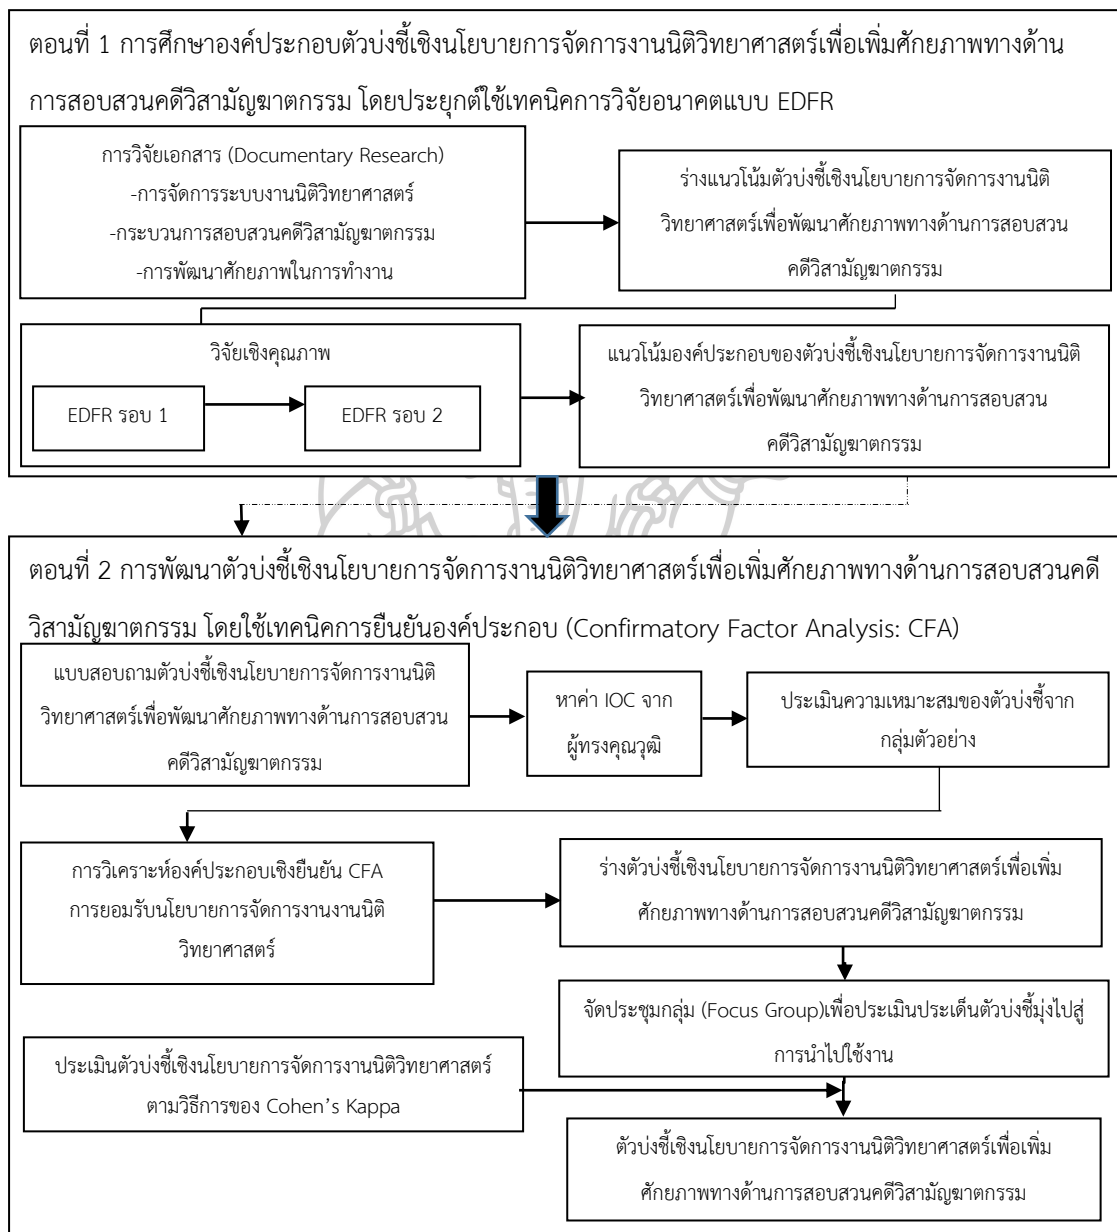 ตอนที่ 1 การศึกษาองค์ประกอบตัวบ่งชี้เชิงนโยบายการจัดการงานนิติวิทยาศาสตร์เพื่อเพิ่มศักยภาพทางด้าน
การสอบสวนคดีวิสามัญฆาตกรรม โดยประยุกต์ใช้เทคนิคการวิจัยอนาคตแบบ EDFR
การวิจัยเอกสาร (Documentary Research)
-การจัดการระบบงานนิติวิทยาศาสตร์
-กระบวนการสอบสวนคดีวิสามัญฆาตกรรม
-การพัฒนาศักยภาพในการทำงาน
ร่างแนวโน้มตัวบ่งชี้เชิงนโยบายการจัดการงานนิติ
วิทยาศาสตร์เพื่อพัฒนาศักยภาพทางด้านการสอบสวน
คดีวิสามัญฆาตกรรม
วิจัยเชิงคุณภาพ
EDFR รอบ 1
EDFR รอบ 2
แนวโน้มองค์ประกอบของตัวบ่งชี้เชิงนโยบายการจัดการงานนิติ
วิทยาศาสตร์เพื่อพัฒนาศักยภาพทางด้านการสอบสวน
คดีวิสามัญฆาตกรรม
ตอนที่ 2 การพัฒนาตัวบ่งชี้เชิงนโยบายการจัดการงานนิติวิทยาศาสตร์เพื่อเพิ่มศักยภาพทางด้านการสอบสวนคดี
วิสามัญฆาตกรรม โดยใช้เทคนิคการยืนยันองค์ประกอบ (Confirmatory Factor Analysis: CFA)
แบบสอบถามตัวบ่งชี้เชิงนโยบายการจัดการงานนิติ
วิทยาศาสตร์เพื่อพัฒนาศักยภาพทางด้านการสอบสวน
คดีวิสามัญฆาตกรรม
หาค่า IOC จาก
ผู้ทรงคุณวุฒิ
ประเมินความเหมาะสมของตัวบ่งชี้จาก
กลุ่มตัวอย่าง
การวิเคราะห์องค์ประกอบเชิงยืนยัน CFA
การยอมรับนโยบายการจัดการงานงานนิติ
วิทยาศาสตร์
ร่างตัวบ่งชี้เชิงนโยบายการจัดการงานนิติวิทยาศาสตร์เพื่อเพิ่ม
ศักยภาพทางด้านการสอบสวนคดีวิสามัญฆาตกรรม
จัดประชุมกลุ่ม (Focus Group)เพื่อประเมินประเด็นตัวบ่งชี้มุ่งไปสู่
การนำไปใช้งาน
ประเมินตัวบ่งชี้เชิงนโยบายการจัดการงานนิติวิทยาศาสตร์
ตามวิธีการของ Cohen’s Kappa
ตัวบ่งชี้เชิงนโยบายการจัดการงานนิติวิทยาศาสตร์เพื่อเพิ่ม
ศักยภาพทางด้านการสอบสวนคดีวิสามัญฆาตกรรม